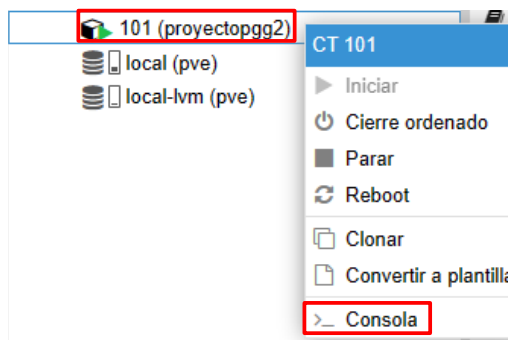 101 (proyectopgg2)
local (pve)
local-lvm (pve)
CT 101
Iniciar
Cierre ordenado
Parar
Reboot
Clonar
Convertir a plantilla
>_ Consola